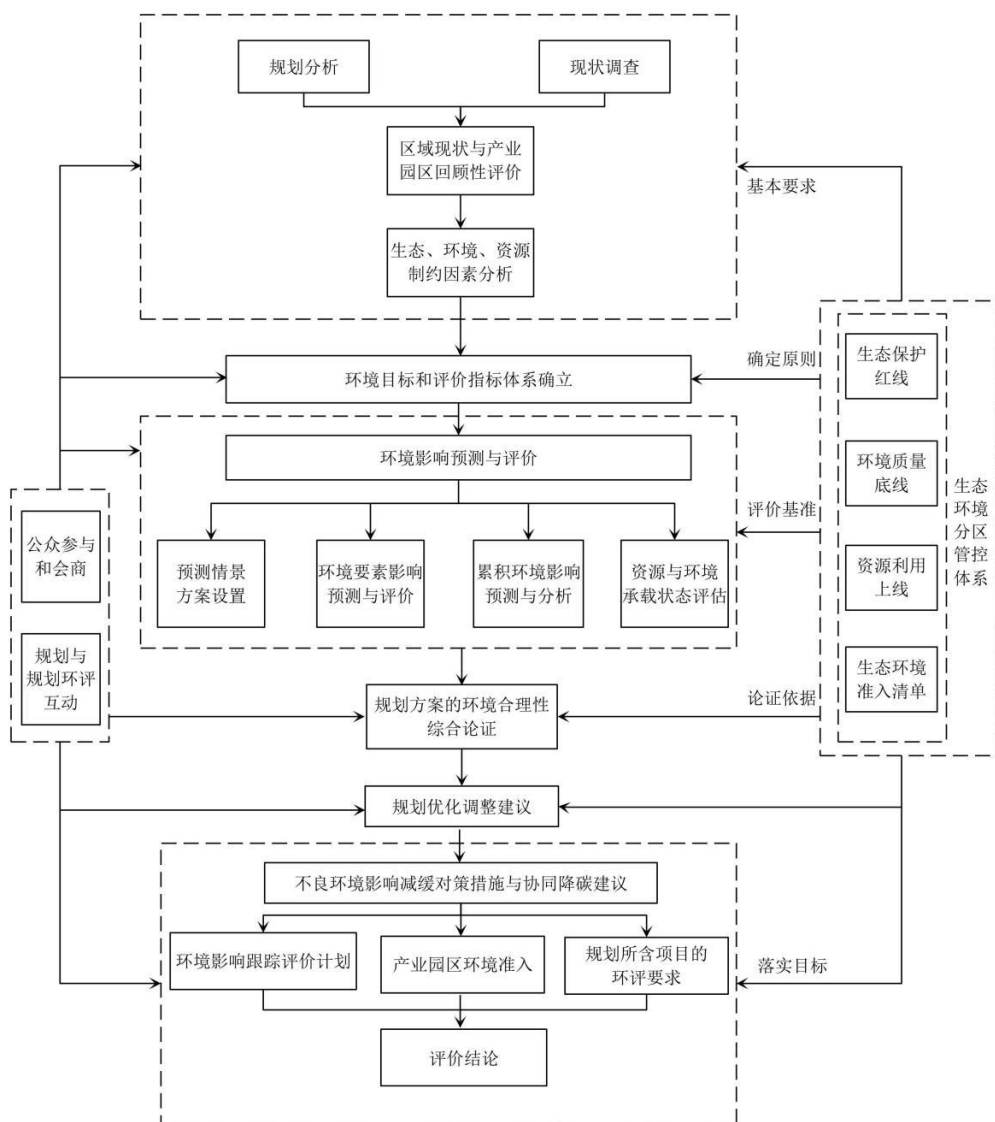 规划分析
现状调查
区域现状与产业
园区回顾性评价
基本要求
生态、环境、资源
制约因素分析
环境目标和评价指标体系确立
确定原则
生态保护
红线
环境影响预测与评价
环境质量
底线
生态
环境
分区
管控
体系
评价基准
公众参与
和会商
预测情景
方案设置
环境要素影响
预测与评价
累积环境影响
预测与分析
资源与环境
承载状态评估
资源利用
上线
规划与
规划环评
互动
生态环境
准入清单
规划方案的环境合理性
综合论证
论证依据
规划优化调整建议
不良环境影响减缓对策措施与协同降碳建议
环境影响跟踪评价计划
产业园区环境准入
规划所含项目的
环评要求
落实目标
评价结论